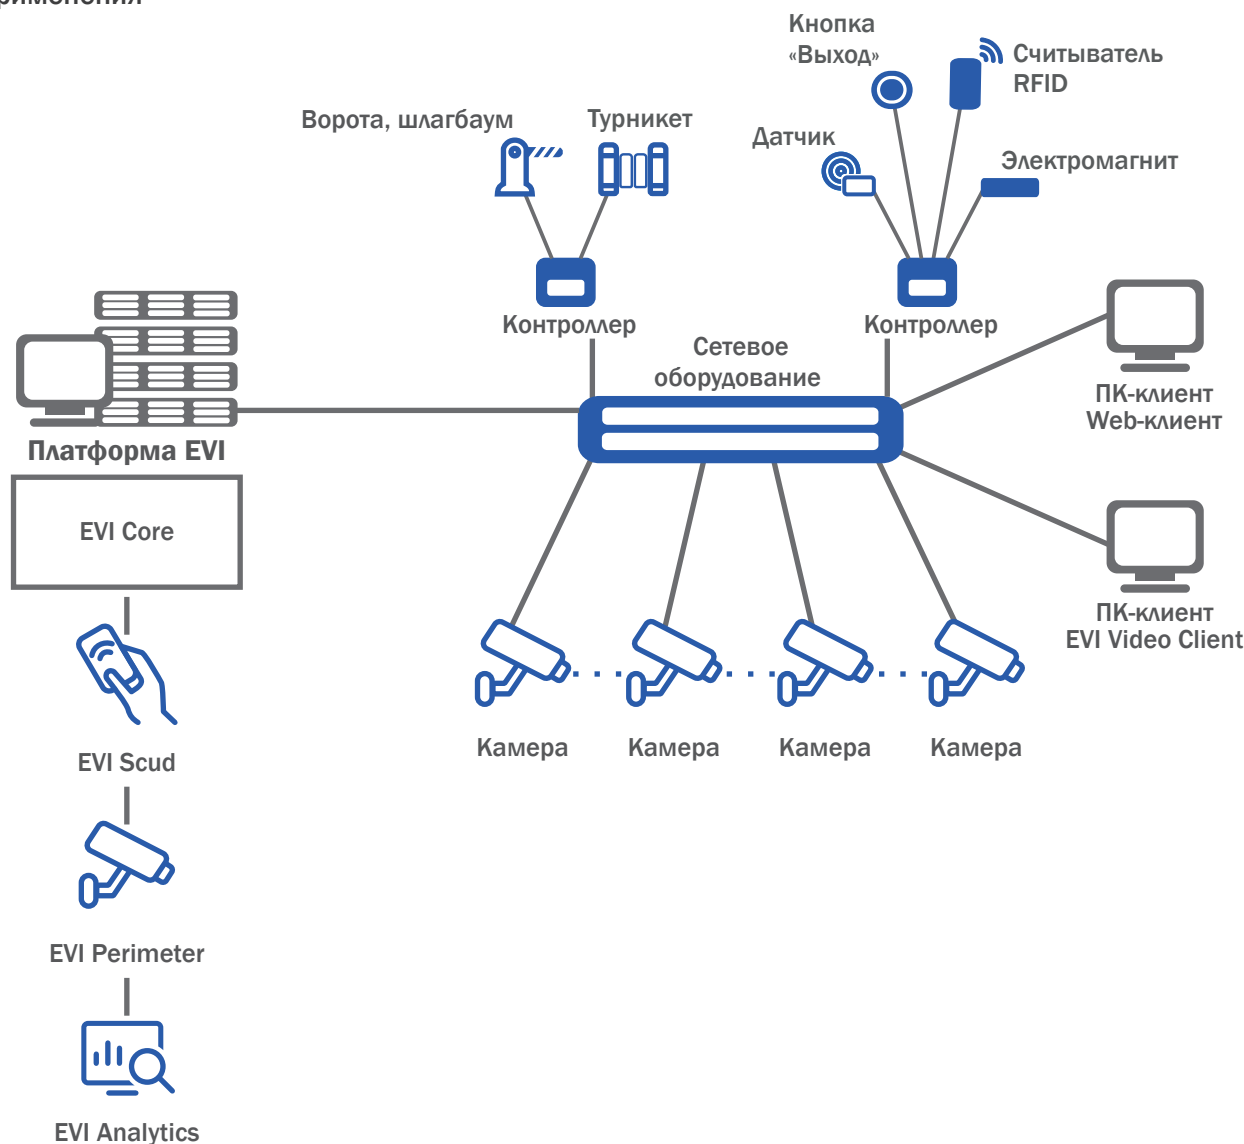 Кнопка
«Выход»
Считыватель
RFID
Ворота, шлагбаум
Турникет
Датчик
Электромагнит
Контроллер
Контроллер
Сетевое
оборудование
ПК-клиент
Web-клиент
Платформа EVI
EVI Core
ПК-клиент
EVI Video Client
Камера
Камера
Камера
Камера
EVI Scud
EVI Perimeter
EVI Analytics